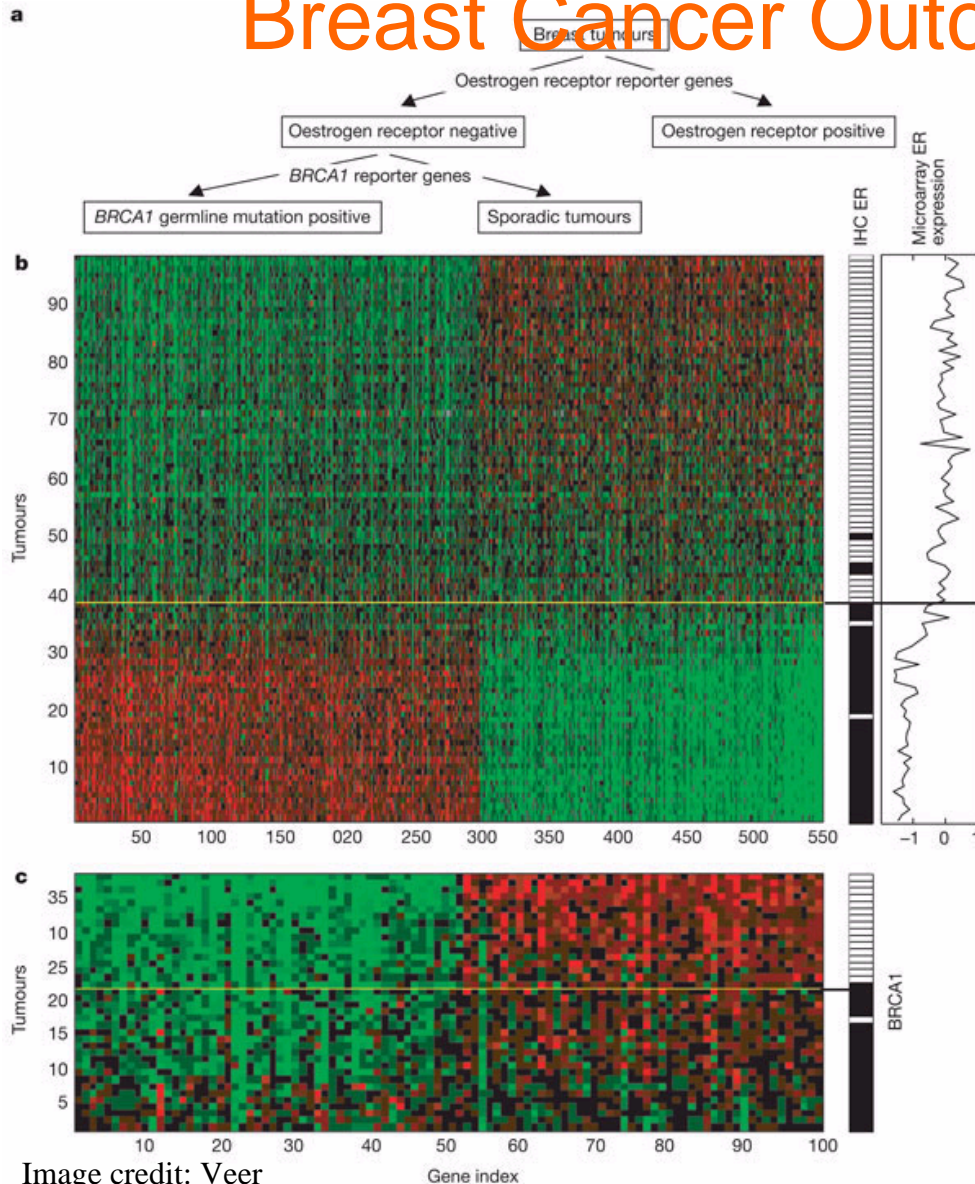 Breast Cancer Outc
a
Breast tumours
Oestrogen receptor reporter genes
Oestrogen receptor negative
Oestrogen receptor positive
BRCA1 reporter genes
BRCA1 germline mutation positive
Sporadic tumours
IHC ER
Microarray ER
expression
b
90
80
70
60
50
40
30
20
10
Tumours
50 100 150 020 250 300 350 400 450 500 550
–1 0 1
c
35
10
25
20
15
10
5
Tumours
BRCA1
10 20 30 40 50 60 70 80 90 100
Image credit: Veer
Gene index